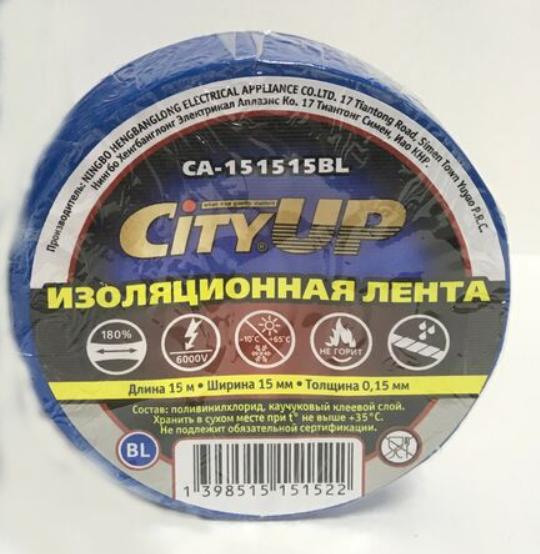 Производитель: NINGBO HENGBANGLONG ELECTRICAL APPLIANCE CO.LTD. 17 Tiantong Road, Simen Town Yuyao P.R.C.
Нингбо Хенгбанглонг Электрикал Аплаэнс Ко. 17 Тиантонг Симен, Иао КНР.
CA-151515BL
CITYUP
ИЗОЛЯЦИОННАЯ ЛЕНТА
180% 6000V -10°C +65°C НЕ ГОРИТ
Длина 15 м • Ширина 15 мм • Толщина 0,15 мм
Состав: поливинилхлорид, каучуковый клеевой слой.
Хранить в сухом месте при t° не выше +35°C.
Не подлежит обязательной сертификации.
BL
1 398515 151522